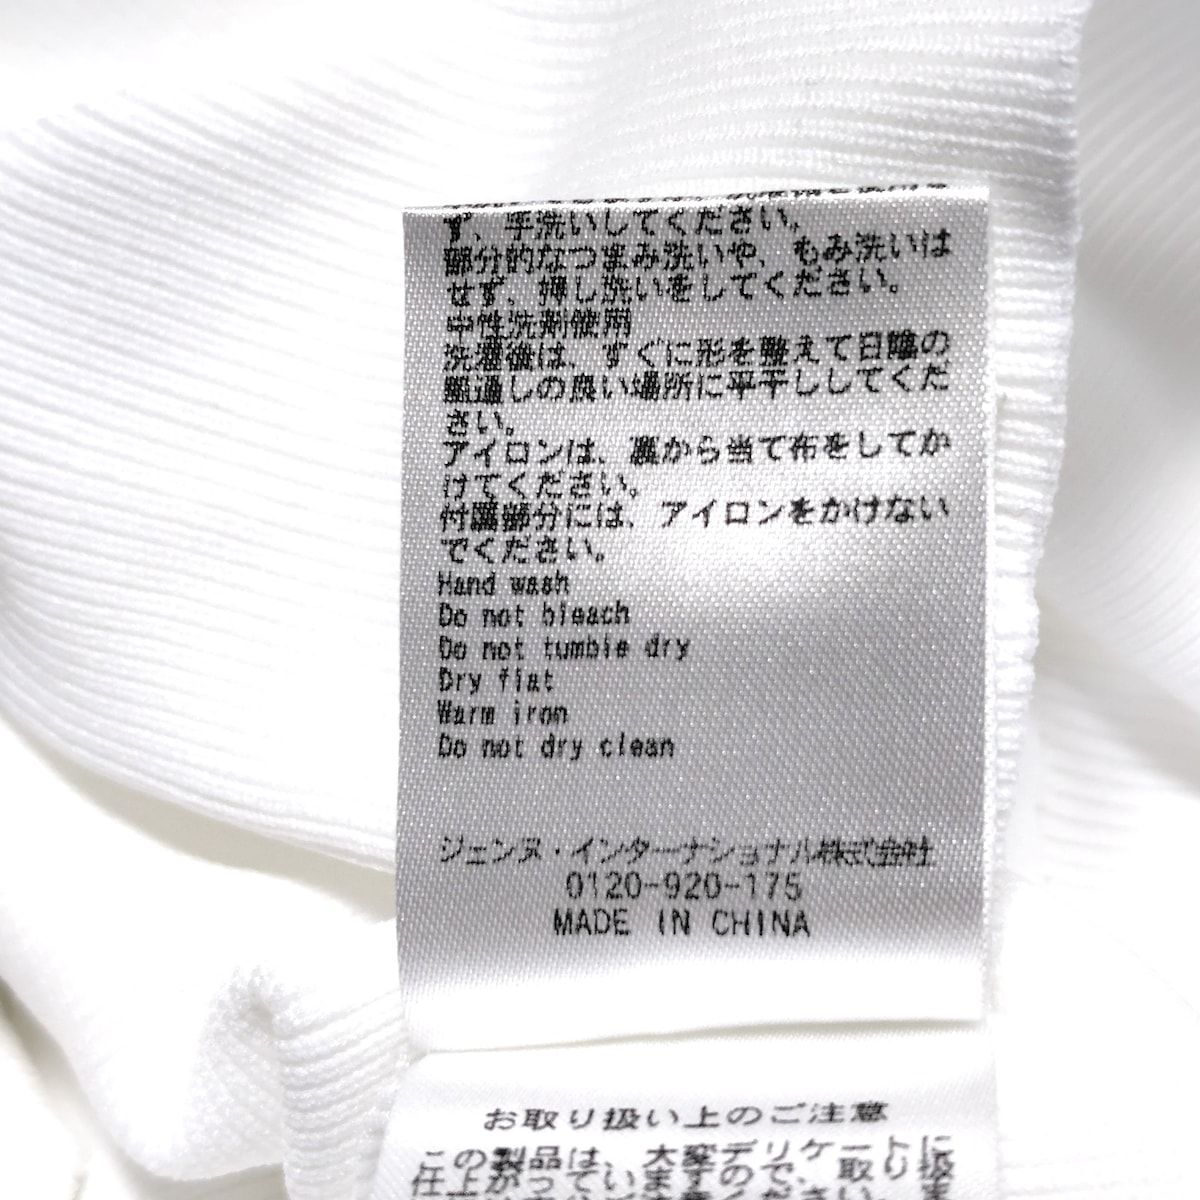 ず、手洗いしてください。
部分的なつまみ洗いや、もみ洗いは
せず、押し洗いをしてください。
中性洗剤使用
洗濯後は、すぐに形を整えて日陰の
風通しの良い場所に平干ししてくだ
さい。
アイロンは、裏から当て布をしてか
けてください。
付属部分には、アイロンをかけない
でください。
Hand wash
Do not bleach
Do not tumble dry
Dry flat
Warm iron
Do not dry clean
ジェンヌ・インターナショナル株式会社
0120-920-175
MADE IN CHINA
お取り扱い上のご注意
この製品は、大変デリケートに
仕上がっていますので、取り扱